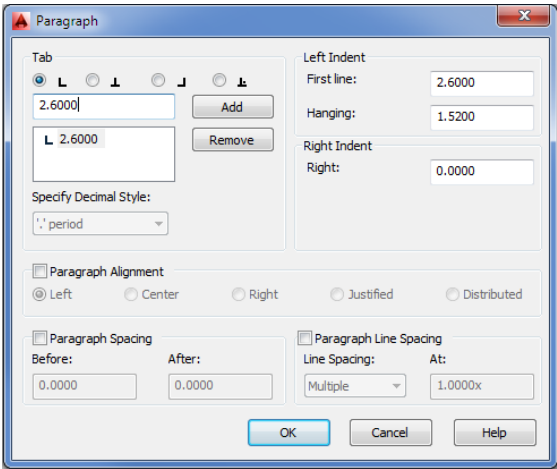 Paragraph
Tab
2.6000
Add
2.6000
Remove
Specify Decimal Style:
'.' period
Left Indent
First line: 2.6000
Hanging: 1.5200
Right Indent
Right: 0.0000
Paragraph Alignment
Left Center Right Justified Distributed
Paragraph Spacing
Before: After:
0.0000 0.0000
Paragraph Line Spacing
Line Spacing: At:
Multiple 1.0000x
OK Cancel Help